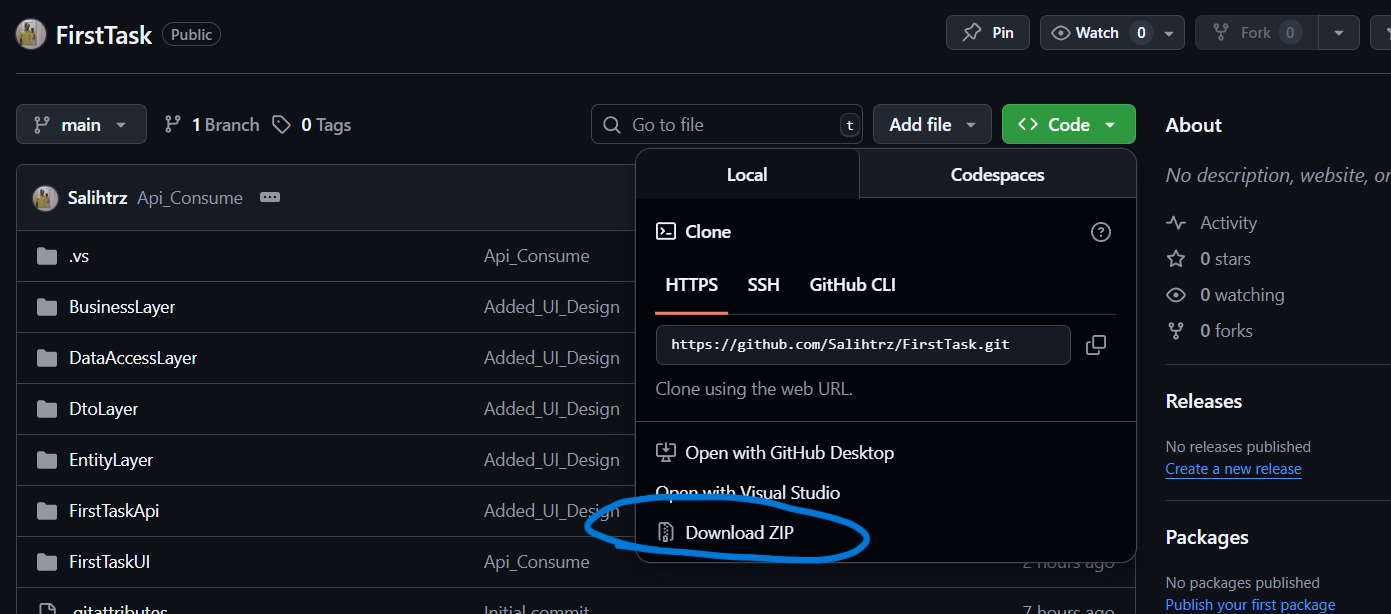 FirstTask Public Pin Watch 0 Fork 0
main 1 Branch 0 Tags Go to file t Add file Code
About
Local Codespaces
No description, website, or
Salihtrz Api_Consume
Clone
Activity
.vs Api_Consume
0 stars
HTTPS SSH GitHub CLI
0 watching
BusinessLayer Added_UI_Design
0 forks
https://github.com/Salihtrz/FirstTask.git
DataAccessLayer Added_UI_Design
Clone using the web URL.
Releases
DtoLayer Added_UI_Design
No releases published
Create a new release
EntityLayer Added_UI_Design
Open with GitHub Desktop
Open with Visual Studio
FirstTaskApi Added_UI_Design
Download ZIP
Packages
FirstTaskUI Api_Consume 2 hours ago
No packages published
Publish your first package
.gitattributes Initial commit 7 hours ago